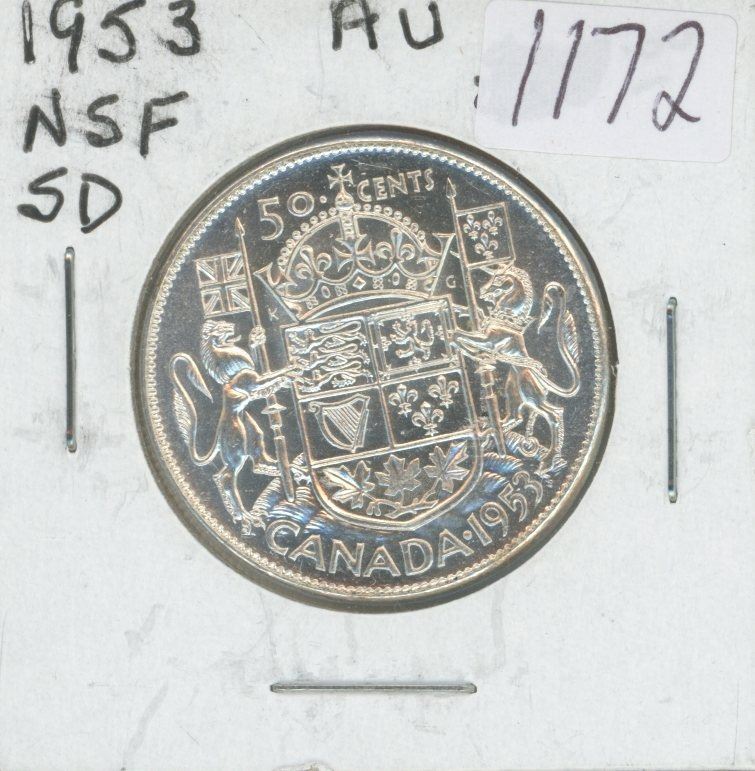 1953 AU
1172
NSF
SD
50. CENTS
K G
CANADA · 1953